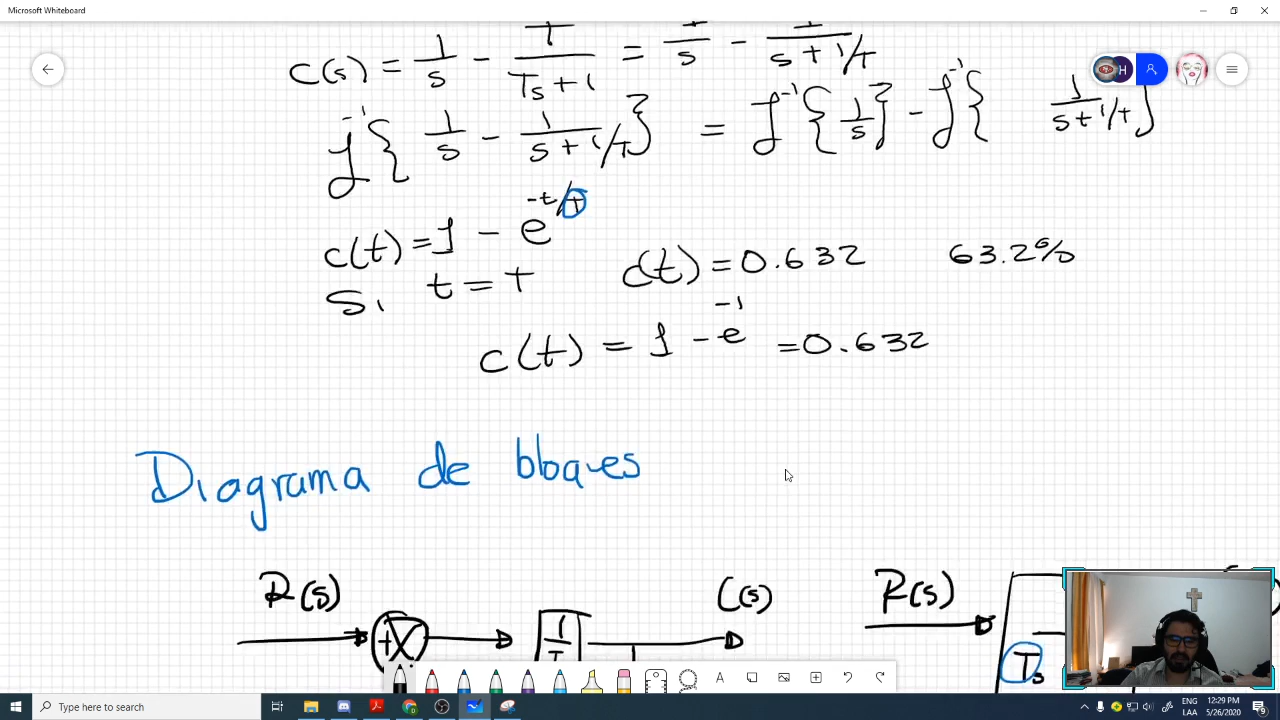 Microsoft Whiteboard
C(s) = 1/s - T/(Ts+1) = 1/s - 1/(s+1/T)
ℒ⁻¹{ 1/s - 1/(s+1/T) } = ℒ⁻¹{ 1/s } - ℒ⁻¹{ 1/(s+1/T) }
c(t) = 1 - e^(-t/T)
c(t) = 0.632 63.2%
Si t = T
c(t) = 1 - e^(-1) = 0.632
Diagrama de bloques
R(s) C(s) R(s)
+ 1/T Ts
H
A
Type here to search
ENG
LAA
12:29 PM
5/26/2020